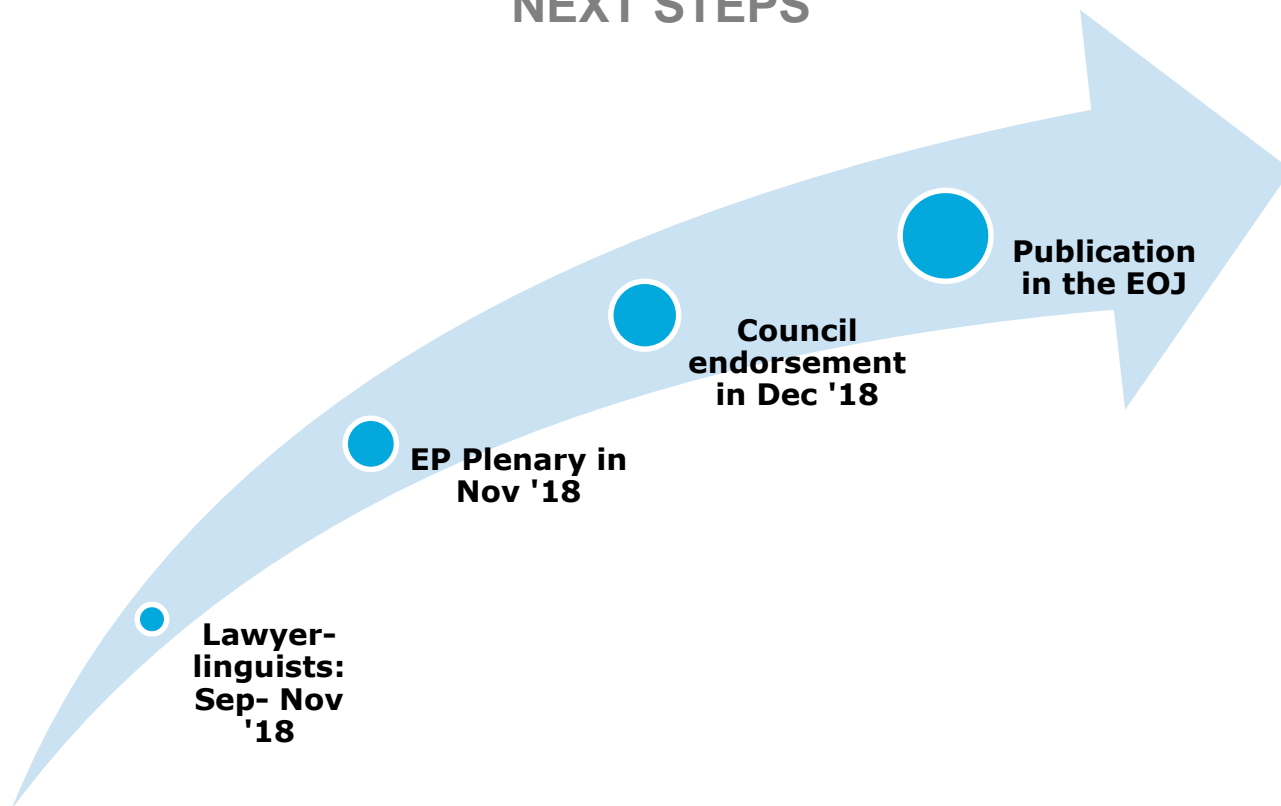 NEXT STEPS
Publication
in the EOJ
Council
endorsement
in Dec '18
EP Plenary in
Nov '18
Lawyer-
linguists:
Sep- Nov
'18